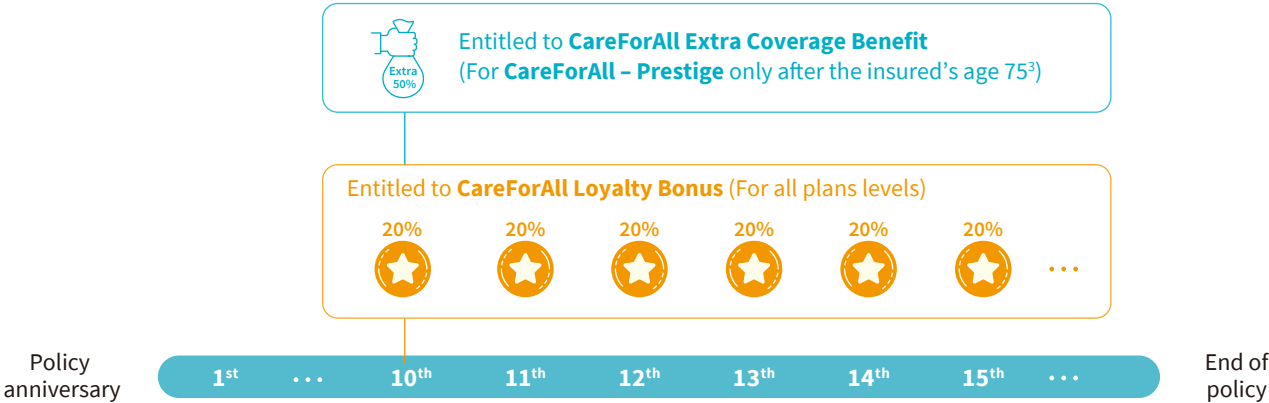 Extra
50%
Entitled to CareForAll Extra Coverage Benefit
(For CareForAll – Prestige only after the insured's age 75³)
Entitled to CareForAll Loyalty Bonus (For all plans levels)
20% 20% 20% 20% 20% 20%
...
Policy
anniversary
1st ... 10th 11th 12th 13th 14th 15th ...
End of
policy